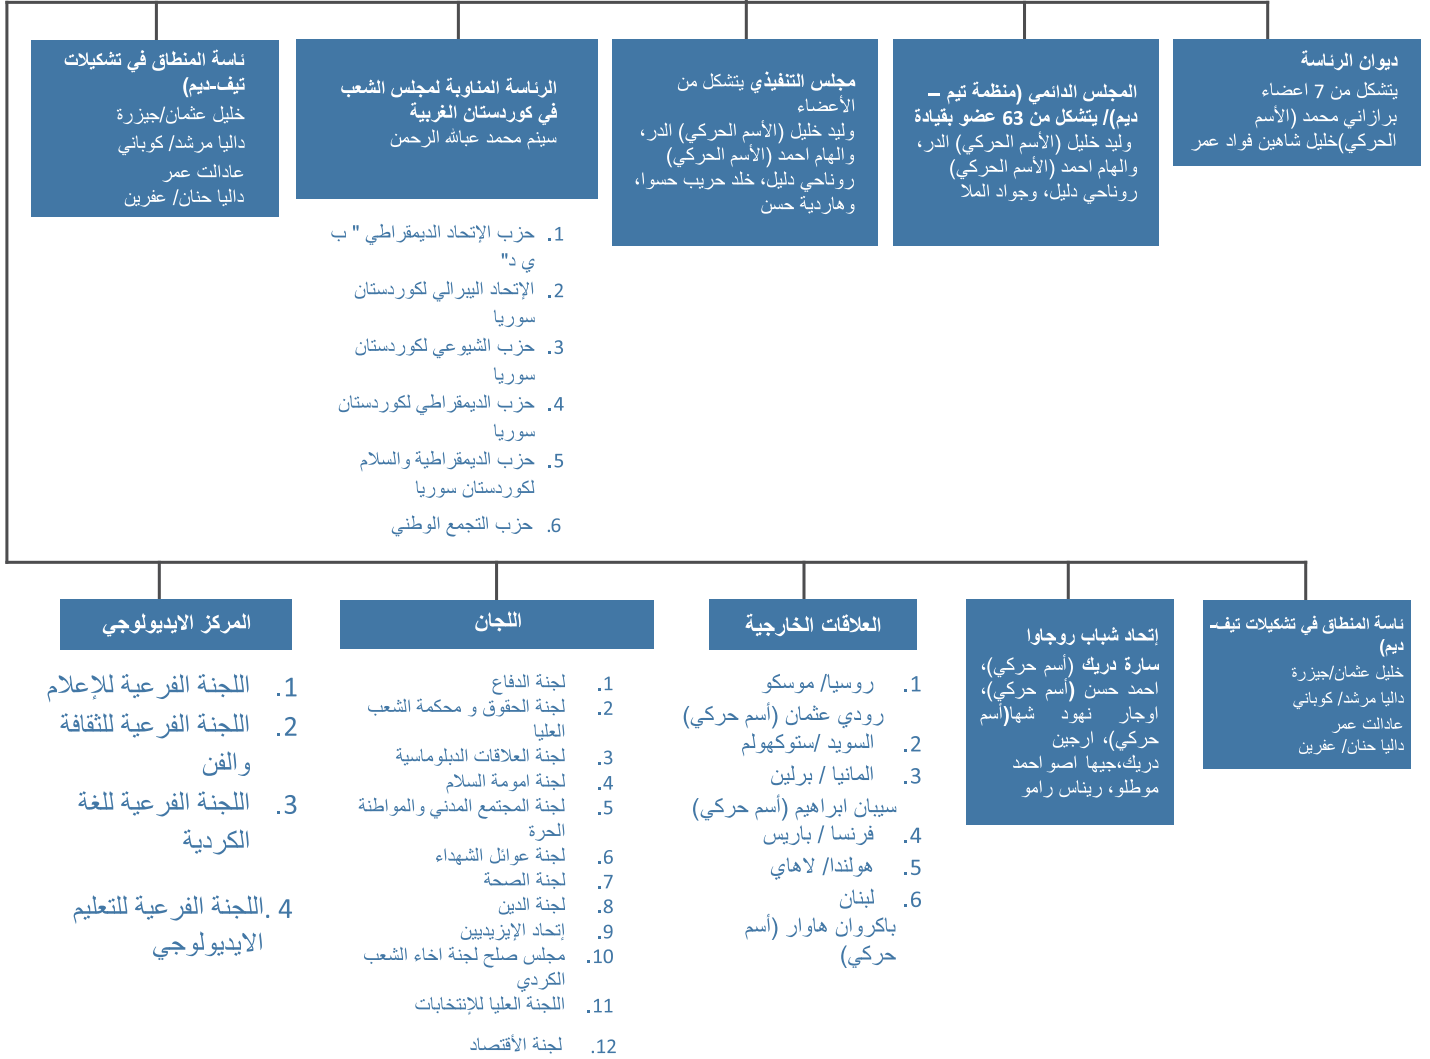 ديوان الرئاسة
يتشكل من 7 اعضاء
برازاني محمد (الأسم
الحركي)خليل شاهين فواد عمر
المجلس الدائمي (منظمة تيم –
ديم)/ يتشكل من 63 عضو بقيادة
وليد خليل (الأسم الحركي) الدر،
والهام احمد (الأسم الحركي)
روناحي دليل، وجواد الملا
مجلس التنفيذي يتشكل من
الأعضاء
وليد خليل (الأسم الحركي) الدر،
والهام احمد (الأسم الحركي)
روناحي دليل، خلد حريب حسوا،
وهاردية حسن
الرئاسة المناوبة لمجلس الشعب
في كوردستان الغربية
سينم محمد عبالله الرحمن
1. حزب الإتحاد الديمقراطي " ب
ي د"
2. الإتحاد اليبرالي لكوردستان
سوريا
3. حزب الشيوعي لكوردستان
سوريا
4. حزب الديمقراطي لكوردستان
سوريا
5. حزب الديمقراطية والسلام
لكوردستان سوريا
6. حزب التجمع الوطني
ئاسة المنطاق في تشكيلات
تيف-ديم)
خليل عثمان/جيزرة
داليا مرشد/ كوباني
عادالت عمر
داليا حنان/ عفرين
ئاسة المنطاق في تشكيلات تيف–
ديم)
خليل عثمان/جيزرة
داليا مرشد/ كوباني
عادالت عمر
داليا حنان/ عفرين
إتحاد شباب روجاوا
سارة دريك (أسم حركي)،
احمد حسن (أسم حركي)،
اوجار نهود شها(أسم
حركي)، ارجين
دريك،جيها اصو احمد
موطلو، ريناس رامو
العلاقات الخارجية
1. روسيا/ موسكو
رودي عثمان (أسم حركي)
2. السويد /ستوكهولم
3. المانيا / برلين
سيبان ابراهيم (أسم حركي)
4. فرنسا / باريس
5. هولندا/ لاهاي
6. لبنان
باكروان هاوار (أسم
حركي)
اللجان
1. لجنة الدفاع
2. لجنة الحقوق و محكمة الشعب
العليا
3. لجنة العلاقات الدبلوماسية
4. لجنة امومة السلام
5. لجنة المجتمع المدني والمواطنة
الحرة
6. لجنة عوائل الشهداء
7. لجنة الصحة
8. لجنة الدين
9. إتحاد الإيزيديين
10. مجلس صلح لجنة اخاء الشعب
الكردي
11. اللجنة العليا للإنتخابات
12. لجنة الأقتصاد
المركز الايديولوجي
1. اللجنة الفرعية للإعلام
2. اللجنة الفرعية للثقافة
والفن
3. اللجنة الفرعية للغة
الكردية
4 .اللجنة الفرعية للتعليم
الايديولوجي